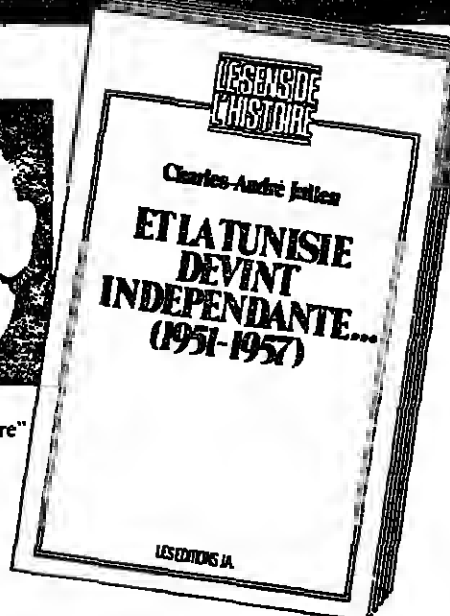 LE SENS DE
L'HISTOIRE
Charles-André Julien
ET LA TUNISIE
DEVINT
INDEPENDANTE...
(1951-1957)
re"
LES EDITIONS J.A.